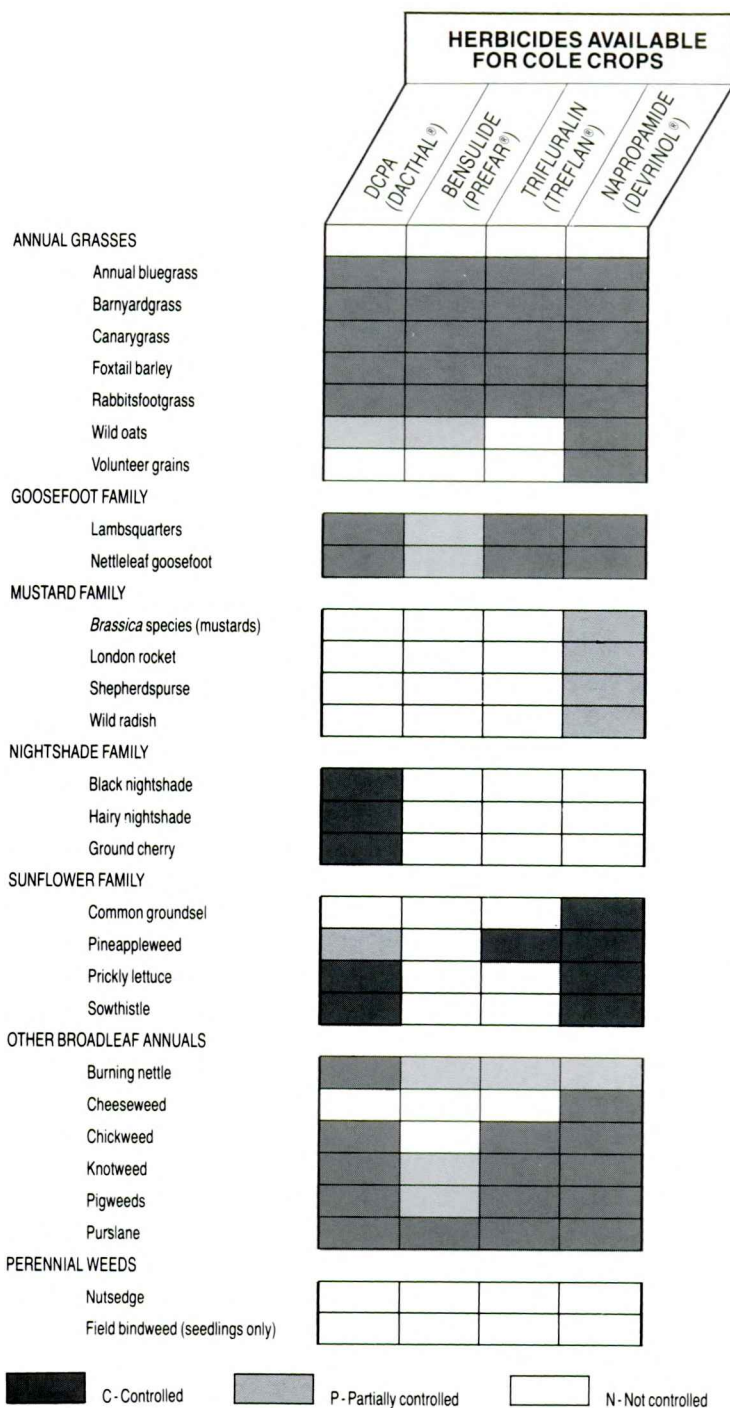 HERBICIDES AVAILABLE
FOR COLE CROPS
DCPA
(DACTHAL®)
BENSULIDE
(PREFAR®)
TRIFLURALIN
(TREFLAN®)
NAPROPAMIDE
(DEVRINOL®)
ANNUAL GRASSES
Annual bluegrass
Barnyardgrass
Canarygrass
Foxtail barley
Rabbitsfootgrass
Wild oats
Volunteer grains
GOOSEFOOT FAMILY
Lambsquarters
Nettleleaf goosefoot
MUSTARD FAMILY
Brassica species (mustards)
London rocket
Shepherdspurse
Wild radish
NIGHTSHADE FAMILY
Black nightshade
Hairy nightshade
Ground cherry
SUNFLOWER FAMILY
Common groundsel
Pineappleweed
Prickly lettuce
Sowthistle
OTHER BROADLEAF ANNUALS
Burning nettle
Cheeseweed
Chickweed
Knotweed
Pigweeds
Purslane
PERENNIAL WEEDS
Nutsedge
Field bindweed (seedlings only)
C - Controlled
P - Partially controlled
N - Not controlled